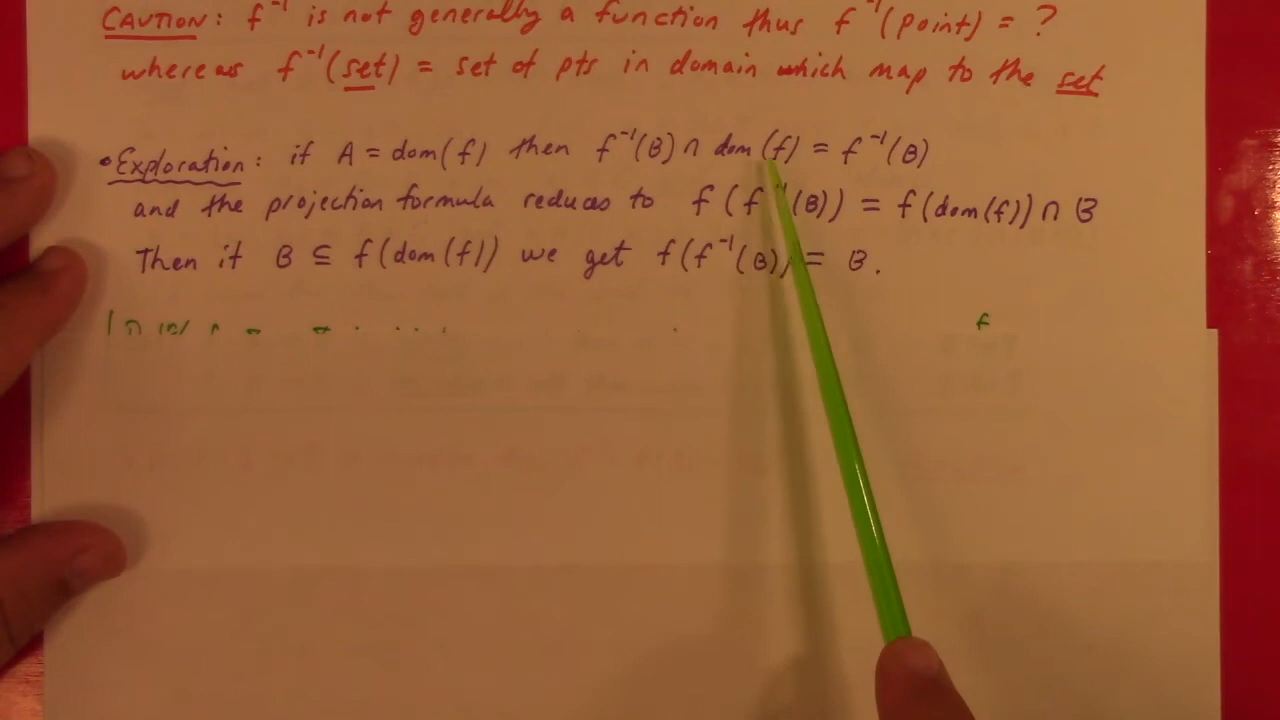 CAUTION: f⁻¹ is not generally a function thus f⁻¹(point) = ?
whereas f⁻¹(set) = set of pts in domain which map to the set
• Exploration: if A = dom(f) then f⁻¹(B) ∩ dom(f) = f⁻¹(B)
and the projection formula reduces to f(f⁻¹(B)) = f(dom(f)) ∩ B
Then if B ⊆ f(dom(f)) we get f(f⁻¹(B)) = B.
f